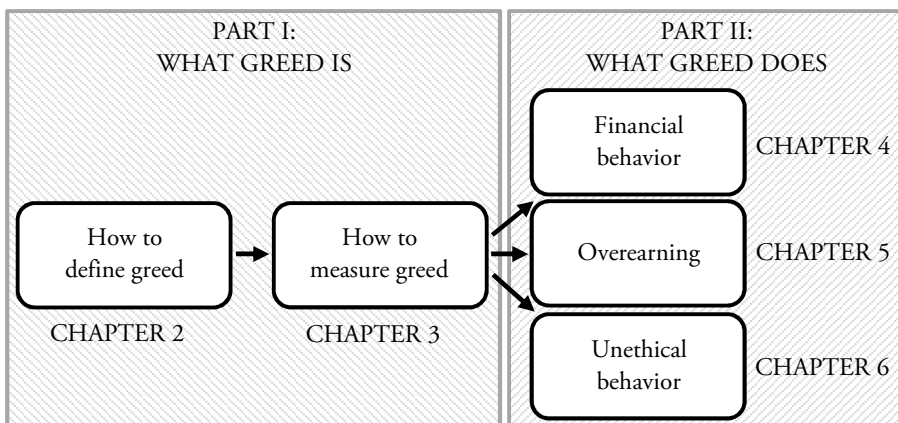 PART I:
WHAT GREED IS
How to
define greed
CHAPTER 2
How to
measure greed
CHAPTER 3
PART II:
WHAT GREED DOES
Financial
behavior
CHAPTER 4
Overearning
CHAPTER 5
Unethical
behavior
CHAPTER 6